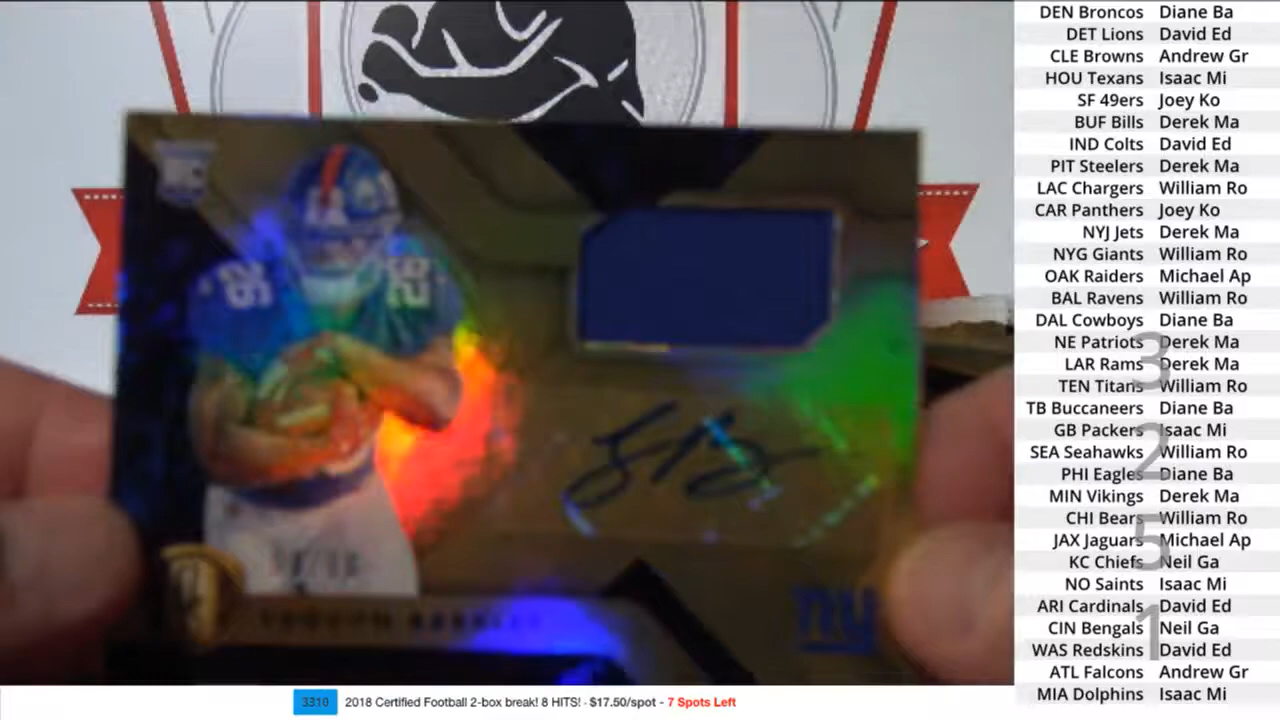 RC
26
ny
DEN Broncos Diane Ba
DET Lions David Ed
CLE Browns Andrew Gr
HOU Texans Isaac Mi
SF 49ers Joey Ko
BUF Bills Derek Ma
IND Colts David Ed
PIT Steelers Derek Ma
LAC Chargers William Ro
CAR Panthers Joey Ko
NYJ Jets Derek Ma
NYG Giants William Ro
OAK Raiders Michael Ap
BAL Ravens William Ro
DAL Cowboys Diane Ba
NE Patriots Derek Ma
LAR Rams Derek Ma
TEN Titans William Ro
TB Buccaneers Diane Ba
GB Packers Isaac Mi
SEA Seahawks William Ro
PHI Eagles Diane Ba
MIN Vikings Derek Ma
CHI Bears William Ro
JAX Jaguars Michael Ap
KC Chiefs Neil Ga
NO Saints Isaac Mi
ARI Cardinals David Ed
CIN Bengals Neil Ga
WAS Redskins David Ed
ATL Falcons Andrew Gr
MIA Dolphins Isaac Mi
3
2
5
1
3310 2018 Certified Football 2-box break! 8 HITS! - $17.50/spot - 7 Spots Left